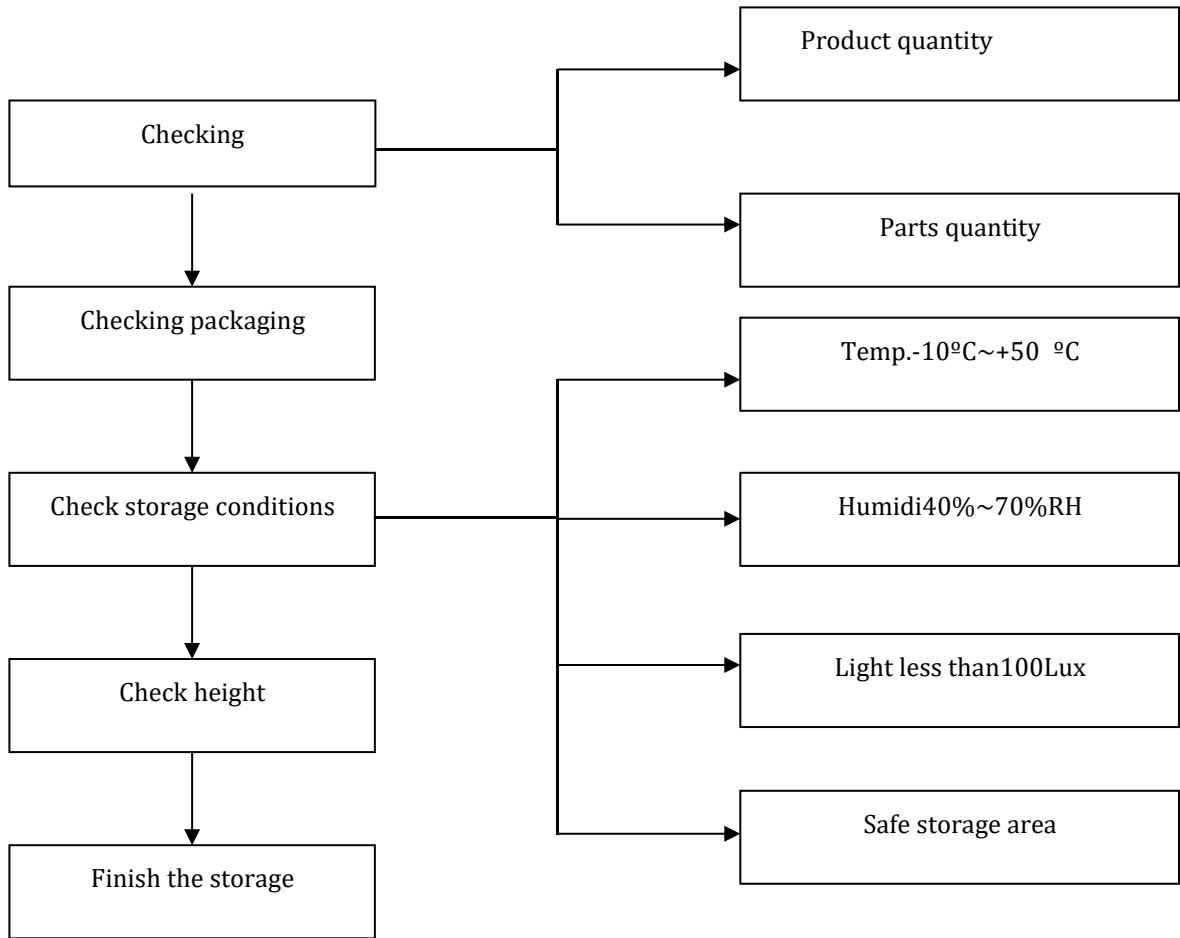 Product quantity
Checking
Parts quantity
Checking packaging
Temp.-10ºC~+50 ºC
Check storage conditions
Humidi40%~70%RH
Check height
Light less than100Lux
Safe storage area
Finish the storage